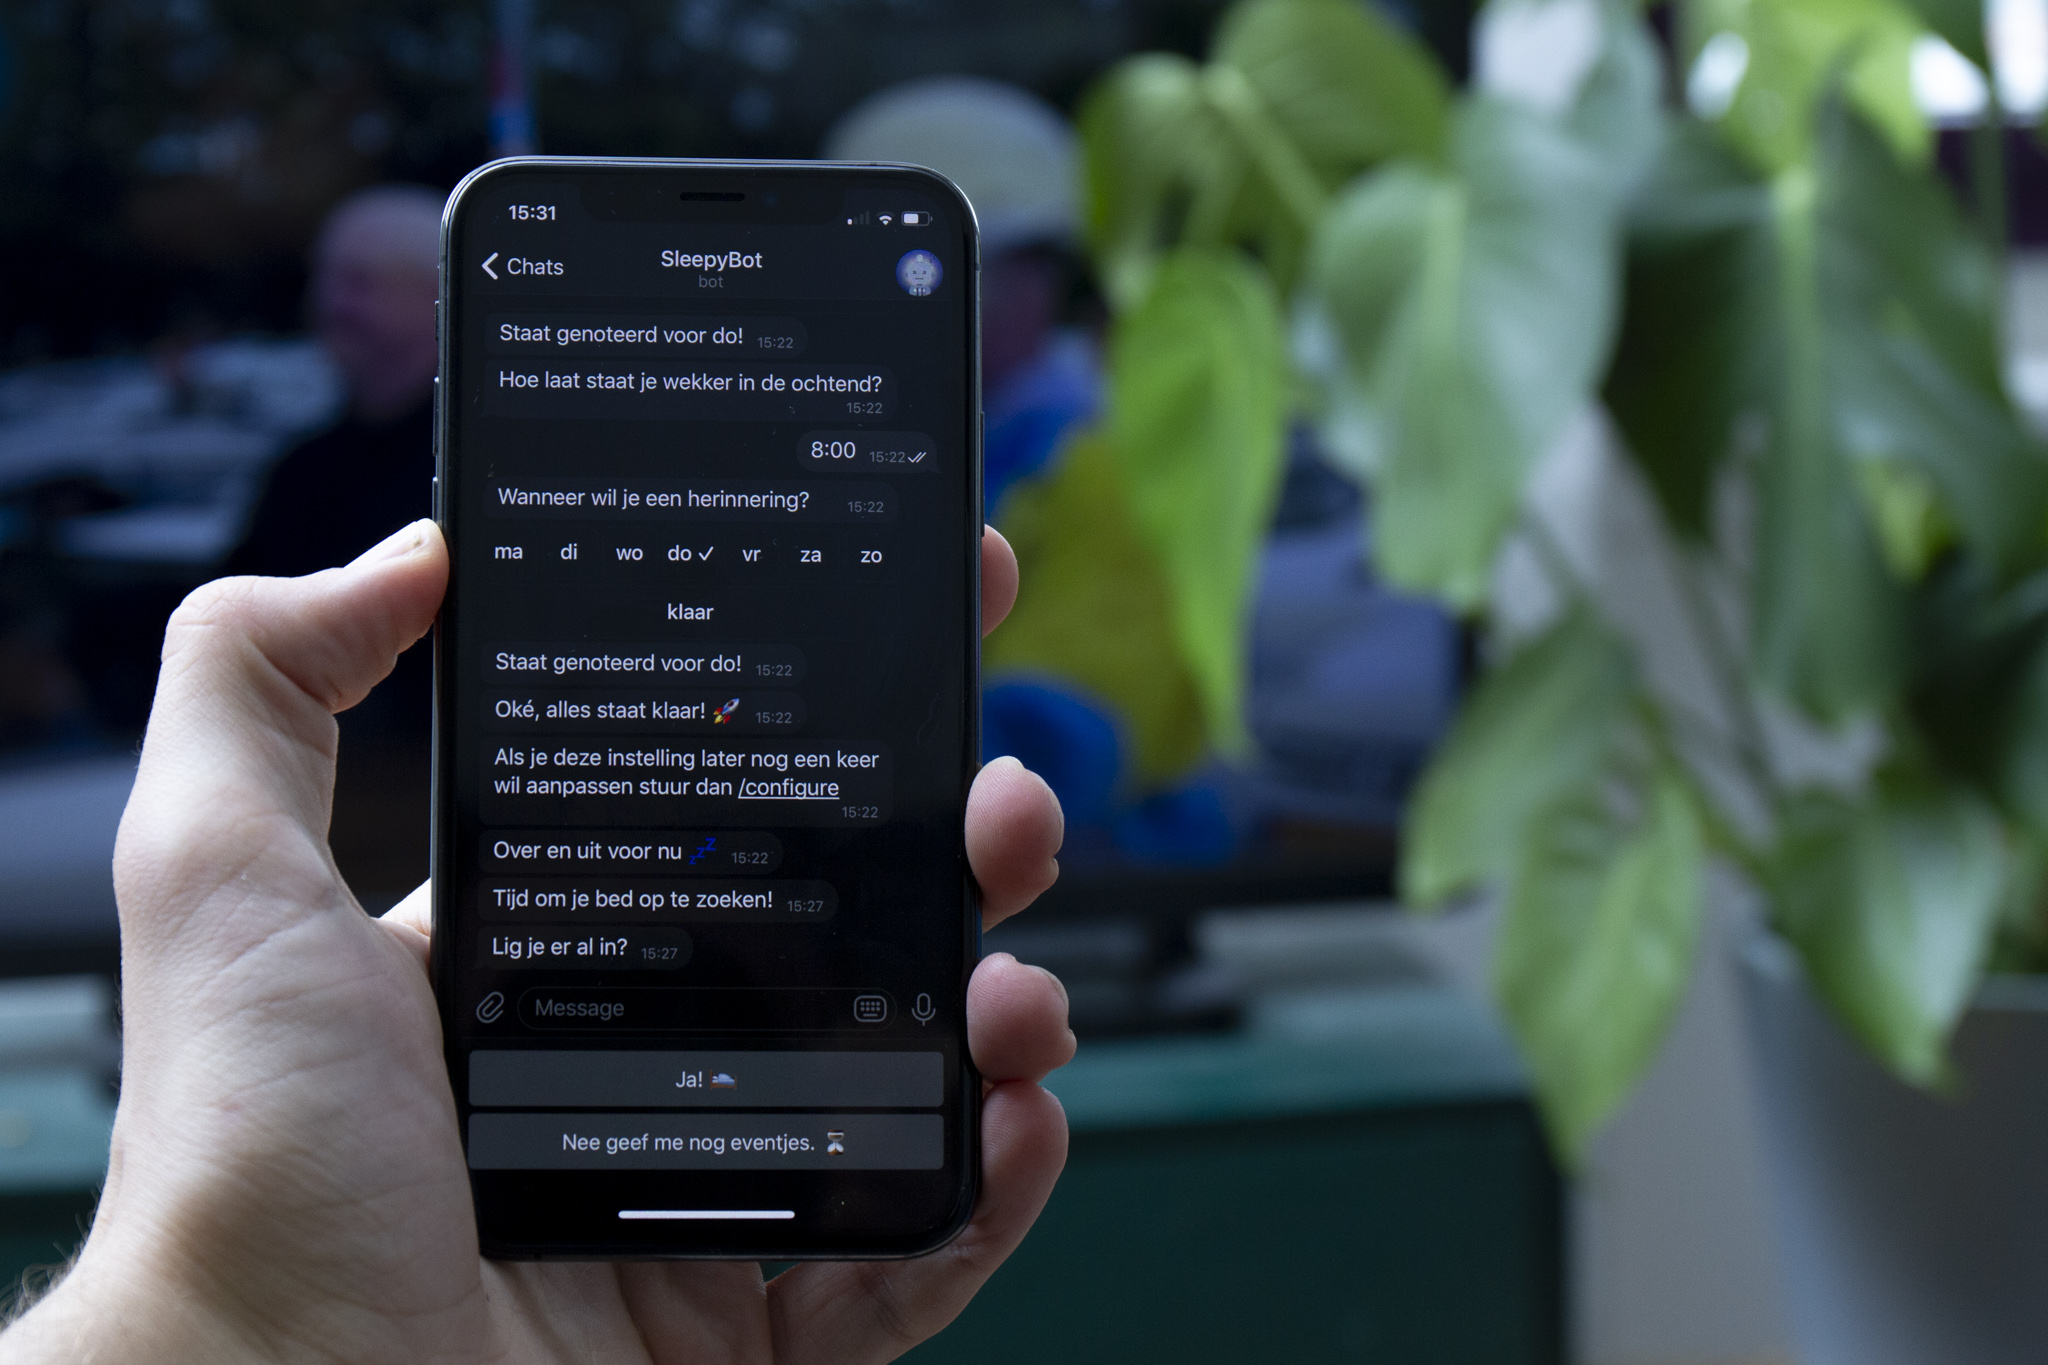 15:31
Chats
SleepyBot
bot
Staat genoteerd voor do! 15:22
Hoe laat staat je wekker in de ochtend?
15:22
8:00 15:22
Wanneer wil je een herinnering? 15:22
ma di wo do ✓ vr za zo
klaar
Staat genoteerd voor do! 15:22
Oké, alles staat klaar! 🚀 15:22
Als je deze instelling later nog een keer
wil aanpassen stuur dan /configure
15:22
Over en uit voor nu 💤 15:22
Tijd om je bed op te zoeken! 15:27
Lig je er al in? 15:27
Message
Ja! 🛌
Nee geef me nog eventjes. ⏳